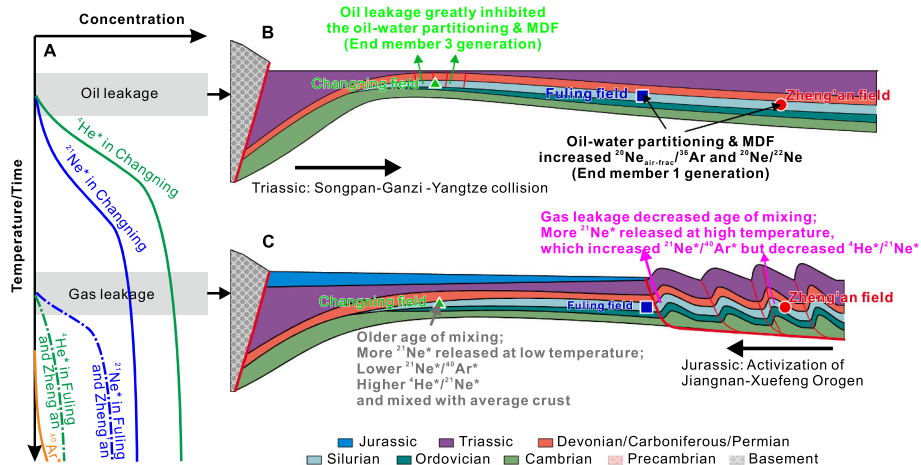 Concentration
A
Temperature/Time
Oil leakage
⁴He* in Changning
²¹Ne* in Changning
Gas leakage
⁴He* in Fuling
and Zheng'an
²¹Ne* in Fuling
and Zheng'an
⁴⁰Ar*
B
Oil leakage greatly inhibited
the oil-water partitioning & MDF
(End member 3 generation)
Changning field
Fuling field
Zheng'an field
Oil-water partitioning & MDF
increased ²⁰Ne air-frac/³⁶Ar and ²⁰Ne/²²Ne
(End member 1 generation)
Triassic: Songpan-Ganzi -Yangtze collision
Gas leakage decreased age of mixing;
More ²¹Ne* released at high temperature,
which increased ²¹Ne*/⁴⁰Ar* but decreased ⁴He*/²¹Ne*
C
Changning field
Fuling field
Zheng'an field
Older age of mixing;
More ²¹Ne* released at low temperature;
Lower ²¹Ne*/⁴⁰Ar*
Higher ⁴He*/²¹Ne*
and mixed with average crust
Jurassic: Activization of
Jiangnan-Xuefeng Orogen
Jurassic Triassic Devonian/Carboniferous/Permian
Silurian Ordovician Cambrian Precambrian Basement